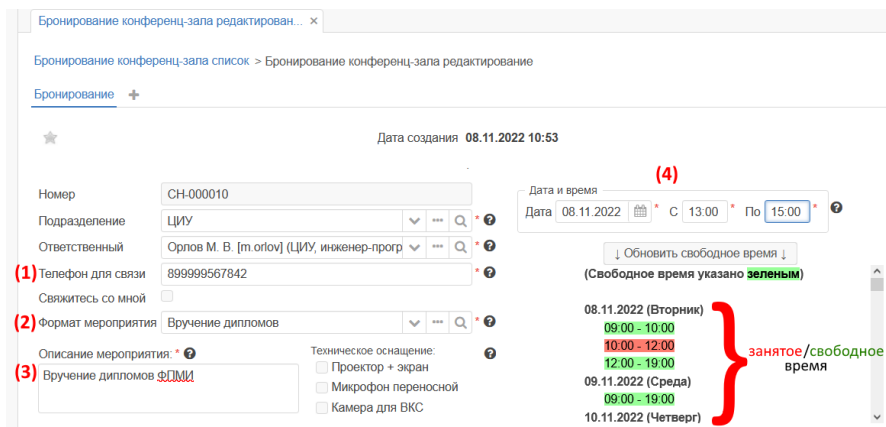 Бронирование конференц-зала редактирован... ×
Бронирование конференц-зала список > Бронирование конференц-зала редактирование
Бронирование +
Дата создания 08.11.2022 10:53
(4)
Дата и время
Дата 08.11.2022 * С 13:00 * По 15:00 *
Номер СН-000010
Подразделение ЦИУ *
Ответственный Орлов М. В. [m.orlov] (ЦИУ, инженер-прогр *
↓ Обновить свободное время ↓
(1) Телефон для связи 899999567842 *
(Свободное время указано зеленым)
Свяжитесь со мной
(2) Формат мероприятия Вручение дипломов *
Описание мероприятия: *
(3) Вручение дипломов ФПМИ
Техническое оснащение:
Проектор + экран
Микрофон переносной
Камера для ВКС
08.11.2022 (Вторник)
09:00 - 10:00
10:00 - 12:00
12:00 - 19:00
09.11.2022 (Среда)
09:00 - 19:00
10.11.2022 (Четверг)
занятое/свободное
время